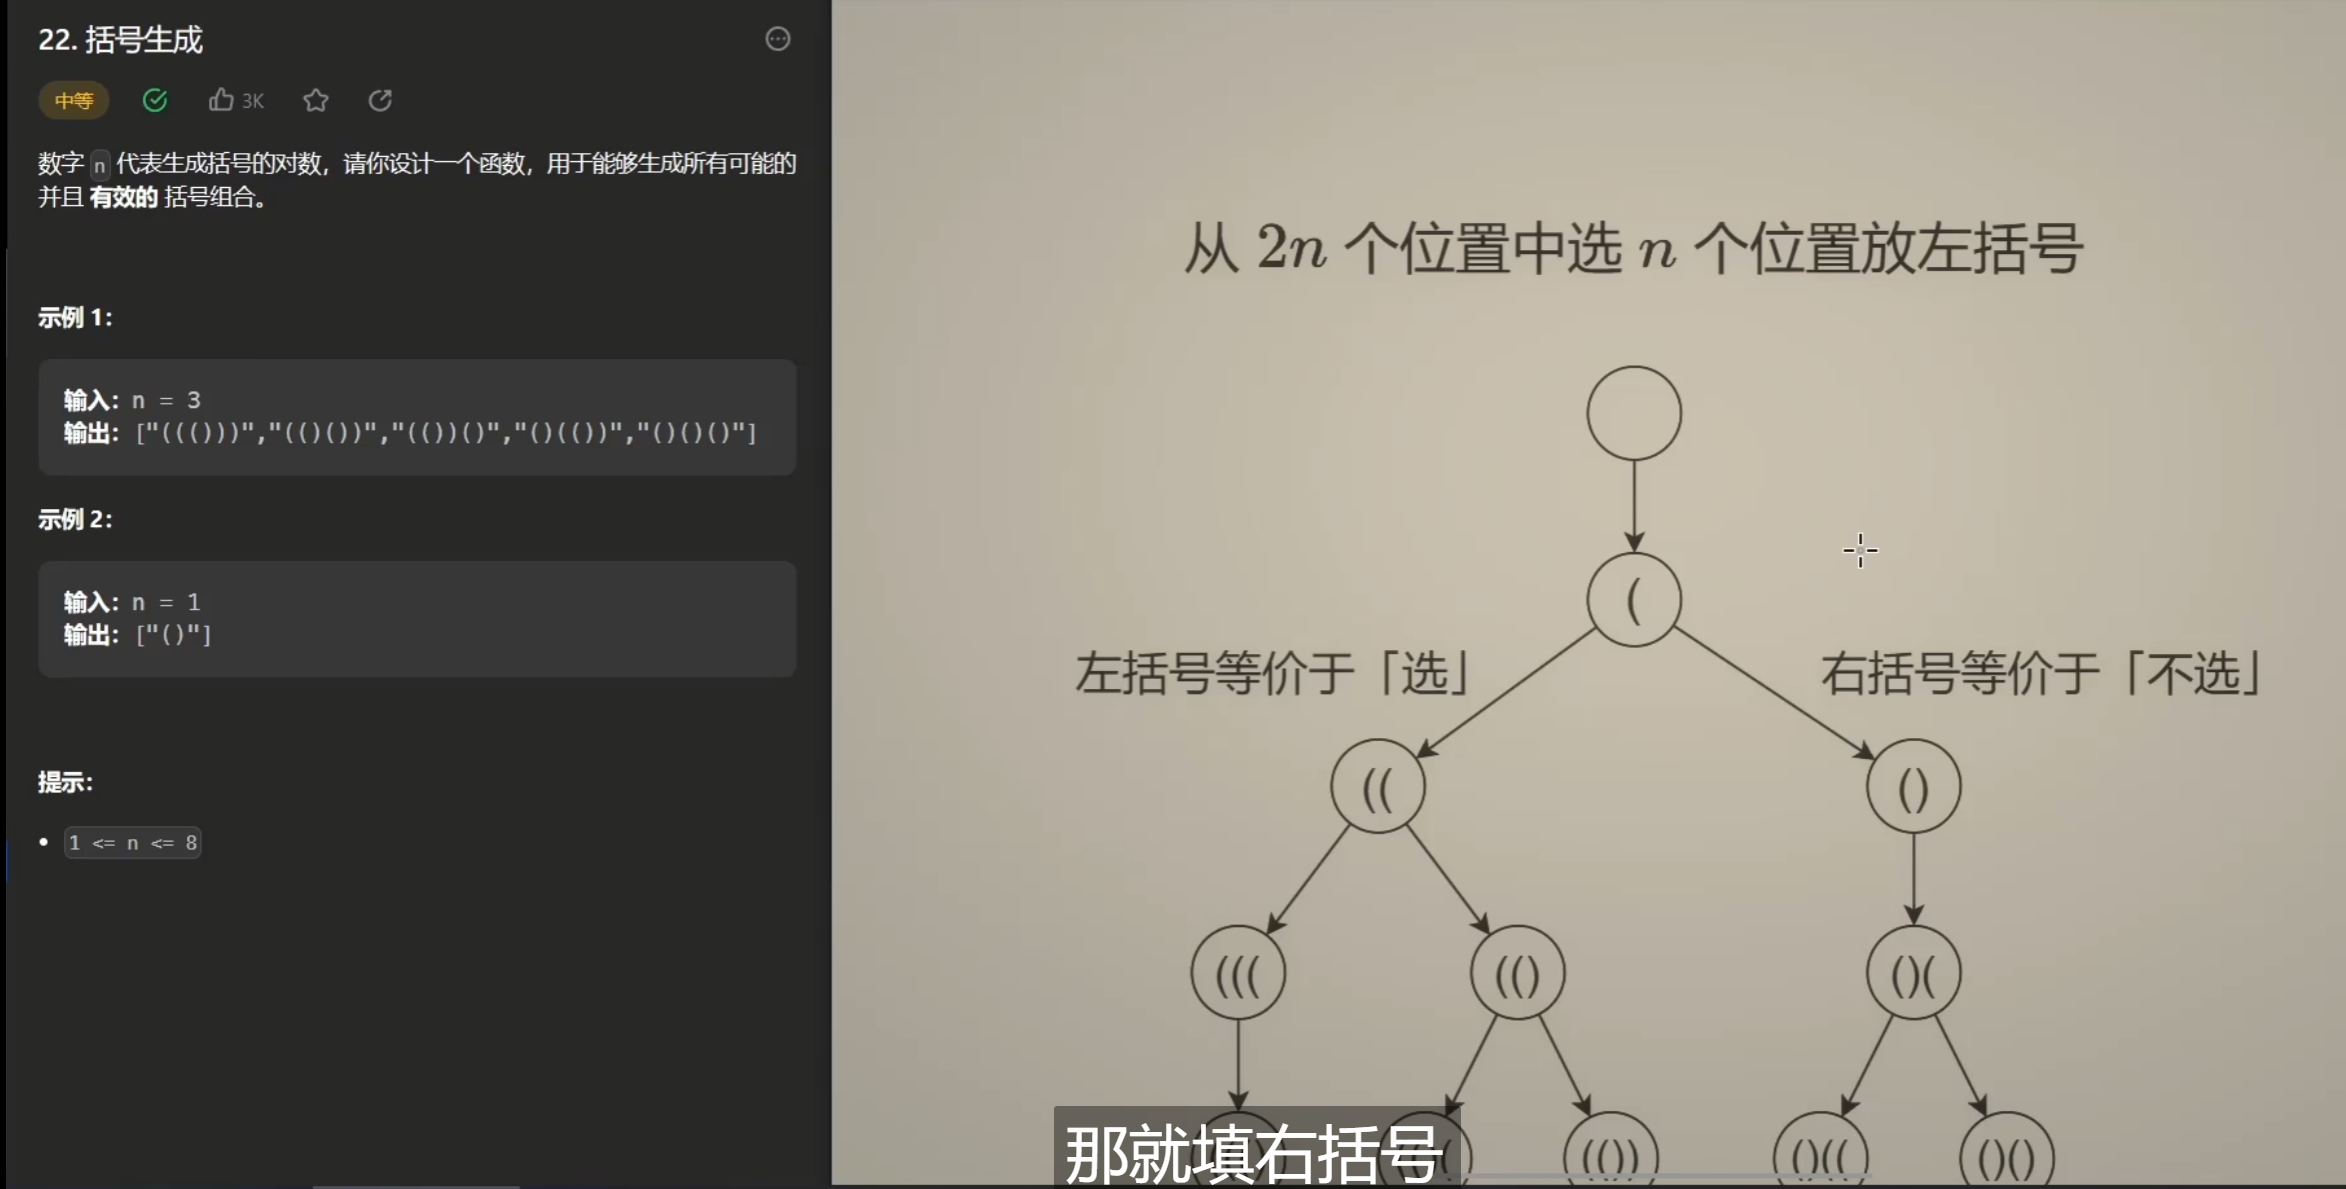 22. 括号生成
中等
3K
数字 n 代表生成括号的对数，请你设计一个函数，用于能够生成所有可能的
并且 有效的 括号组合。
示例 1：
输入：n = 3
输出：["((()))","(()())","(())()","()(())","()()()"]
示例 2：
输入：n = 1
输出：["()"]
提示：
1 <= n <= 8
从 2n 个位置中选 n 个位置放左括号
(
左括号等价于「选」
右括号等价于「不选」
((
()
(((
(()
()(
(())
()((
()()
那就填右括号